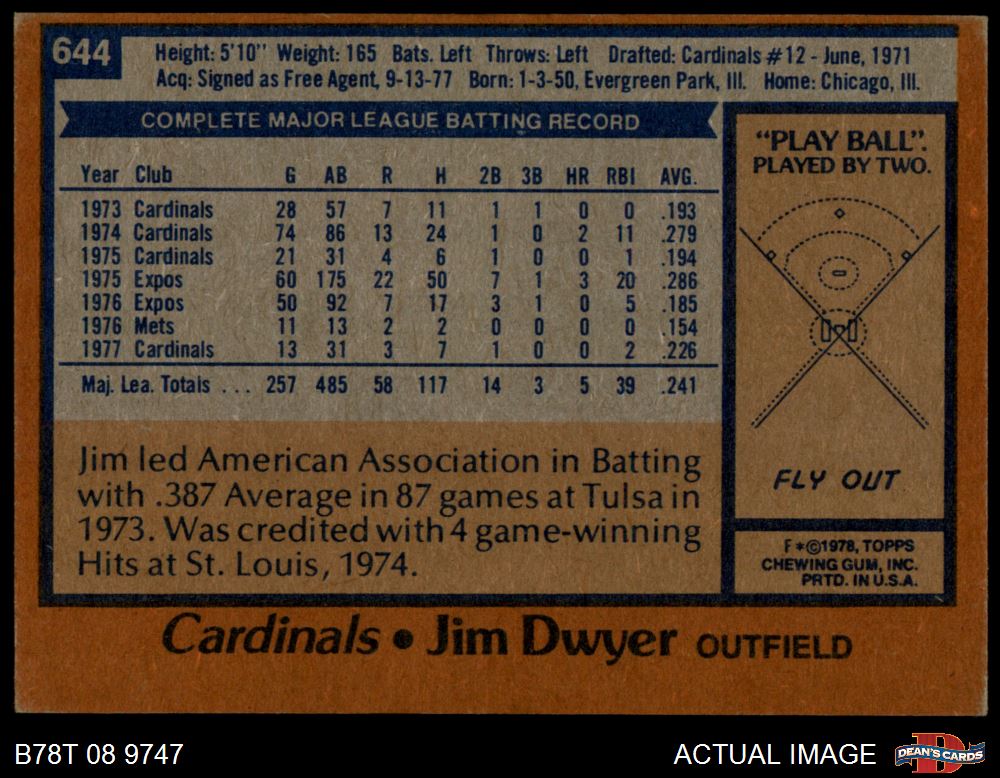 644
Height: 5'10" Weight: 165 Bats. Left Throws: Left Drafted: Cardinals #12 - June, 1971
Acq: Signed as Free Agent, 9-13-77 Born: 1-3-50, Evergreen Park, Ill. Home: Chicago, Ill.
COMPLETE MAJOR LEAGUE BATTING RECORD
Year Club G AB R H 2B 3B HR RBI AVG.
1973 Cardinals 28 57 7 11 1 1 0 0 .193
1974 Cardinals 74 86 13 24 1 0 2 11 .279
1975 Cardinals 21 31 4 6 1 0 0 1 .194
1975 Expos 60 175 22 50 7 1 3 20 .286
1976 Expos 50 92 7 17 3 1 0 5 .185
1976 Mets 11 13 2 2 0 0 0 0 .154
1977 Cardinals 13 31 3 7 1 0 0 2 .226
Maj. Lea. Totals ... 257 485 58 117 14 3 5 39 .241
Jim led American Association in Batting
with .387 Average in 87 games at Tulsa in
1973. Was credited with 4 game-winning
Hits at St. Louis, 1974.
"PLAY BALL".
PLAYED BY TWO.
FLY OUT
F*©1978, TOPPS
CHEWING GUM, INC.
PRTD. IN U.S.A.
Cardinals • Jim Dwyer OUTFIELD
B78T 08 9747
ACTUAL IMAGE
DEAN'S CARDS